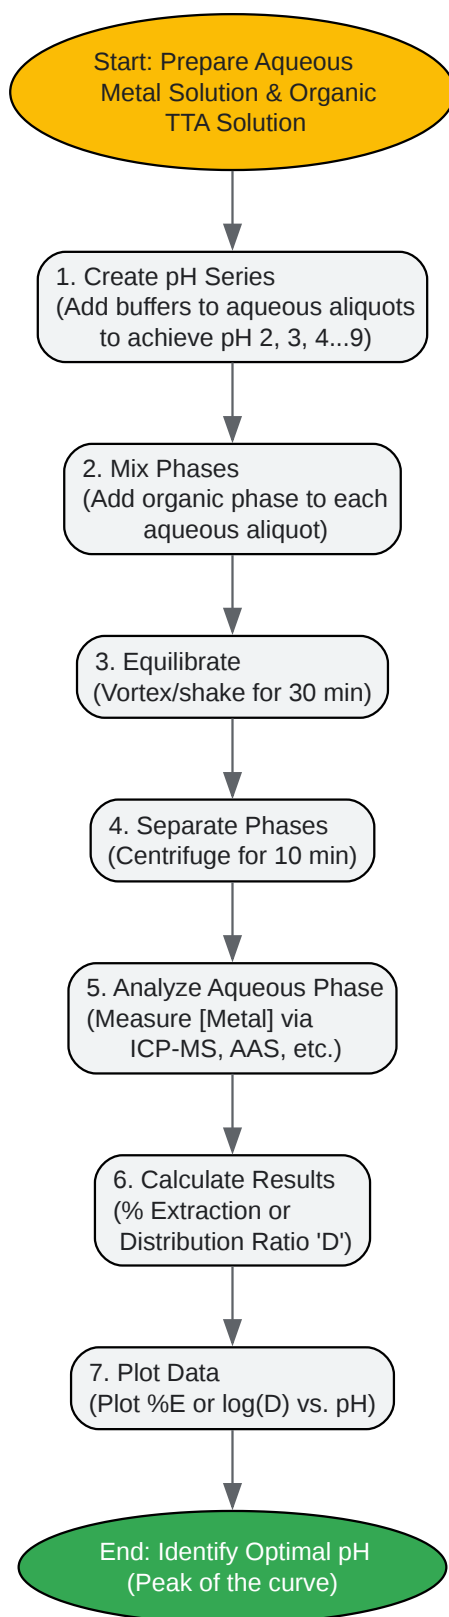 Start: Prepare Aqueous
Metal Solution & Organic
TTA Solution
1. Create pH Series
(Add buffers to aqueous aliquots
to achieve pH 2, 3, 4...9)
2. Mix Phases
(Add organic phase to each
aqueous aliquot)
3. Equilibrate
(Vortex/shake for 30 min)
4. Separate Phases
(Centrifuge for 10 min)
5. Analyze Aqueous Phase
(Measure [Metal] via
ICP-MS, AAS, etc.)
6. Calculate Results
(% Extraction or
Distribution Ratio 'D')
7. Plot Data
(Plot %E or log(D) vs. pH)
End: Identify Optimal pH
(Peak of the curve)